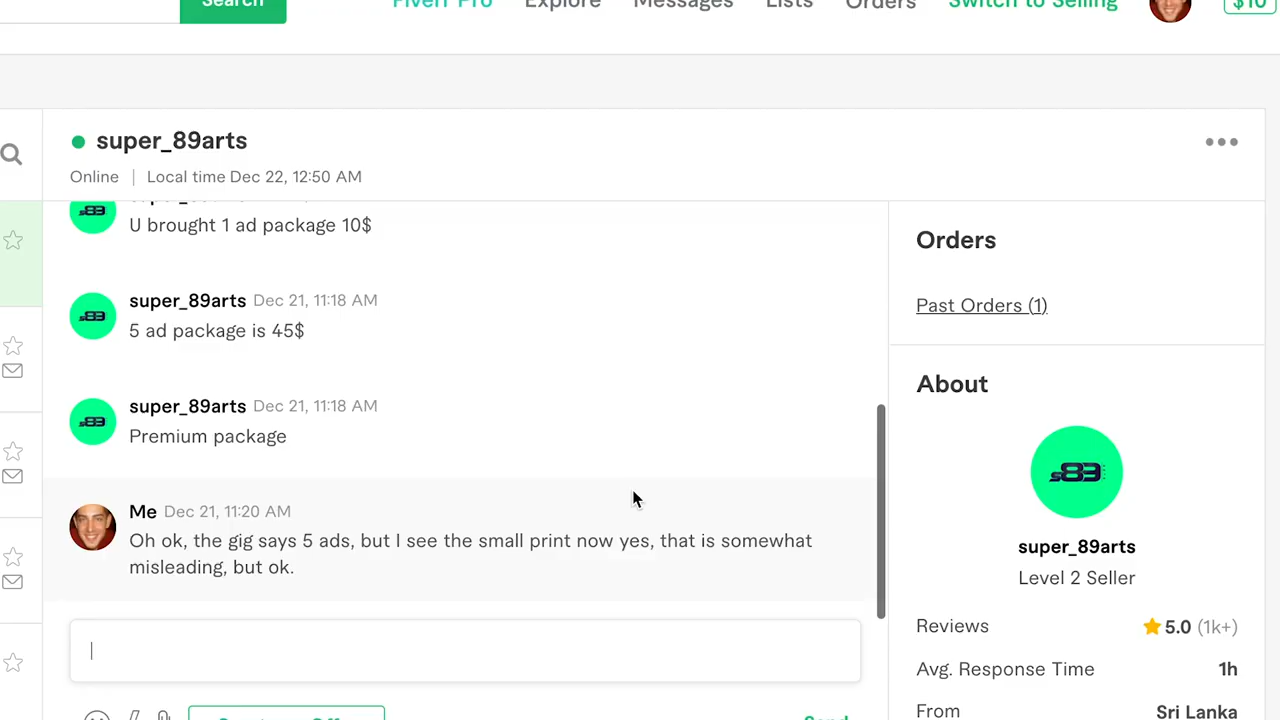 Search
Fiverr Pro Explore Messages Lists Orders Switch to Selling $10
super_89arts
Online | Local time Dec 22, 12:50 AM
U brought 1 ad package 10$
super_89arts Dec 21, 11:18 AM
5 ad package is 45$
super_89arts Dec 21, 11:18 AM
Premium package
Me Dec 21, 11:20 AM
Oh ok, the gig says 5 ads, but I see the small print now yes, that is somewhat
misleading, but ok.
Send
Orders
Past Orders (1)
About
s83
super_89arts
Level 2 Seller
Reviews 5.0 (1k+)
Avg. Response Time 1h
From Sri Lanka